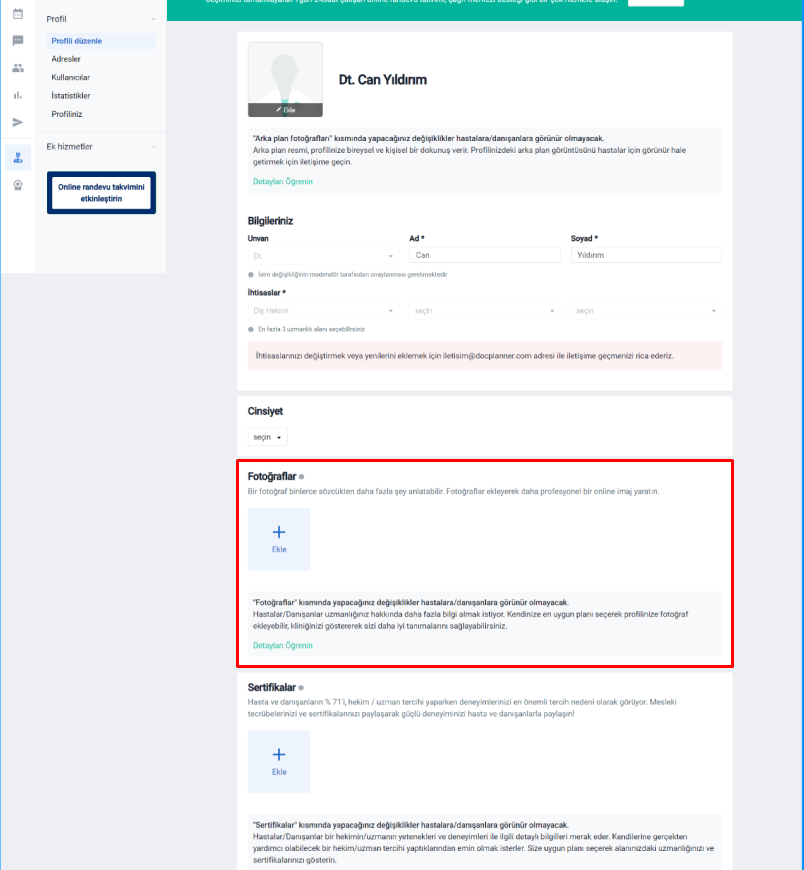 Profil
Profili düzenle
Adresler
Kullanıcılar
İstatistikler
Profiliniz
Ek hizmetler
Online randevu takvimini
etkinleştirin
Ekle
Dt. Can Yıldırım
"Arka plan fotoğrafları" kısmında yapacağınız değişiklikler hastalara/danışanlara görünür olmayacak.
Arka plan resmi, profilinize bireysel ve kişisel bir dokunuş verir. Profilinizdeki arka plan görüntüsünü hastalar için görünür hale
getirmek için iletişime geçin.
Detayları Öğrenin
Bilgileriniz
Unvan
Ad *
Soyad *
Dt.
Can
Yıldırım
İsim değişikliğinin moderatör tarafından onaylanması gerekmektedir
İhtisaslar *
Diş Hekimi
seçin
seçin
En fazla 3 uzmanlık alanı seçebilirsiniz
İhtisaslarınızı değiştirmek veya yenilerini eklemek için iletisim@docplanner.com adresi ile iletişime geçmenizi rica ederiz.
Cinsiyet
seçin
Fotoğraflar
Bir fotoğraf binlerce sözcükten daha fazla şey anlatabilir. Fotoğraflar ekleyerek daha profesyonel bir online imaj yaratın.
Ekle
"Fotoğraflar" kısmında yapacağınız değişiklikler hastalara/danışanlara görünür olmayacak.
Hastalar/Danışanlar uzmanlığınız hakkında daha fazla bilgi almak istiyor. Kendinize en uygun planı seçerek profilinize fotoğraf
ekleyebilir, kliniğinizi göstererek sizi daha iyi tanımalarını sağlayabilirsiniz.
Detayları Öğrenin
Sertifikalar
Hasta ve danışanların % 71'i, hekim / uzman tercihi yaparken deneyimlerinizi en önemli tercih nedeni olarak görüyor. Mesleki
tecrübelerinizi ve sertifikalarınızı paylaşarak güçlü deneyiminizi hasta ve danışanlarla paylaşın!
Ekle
"Sertifikalar" kısmında yapacağınız değişiklikler hastalara/danışanlara görünür olmayacak.
Hastalar/Danışanlar bir hekimin/uzmanın yetenekleri ve deneyimleri ile ilgili detaylı bilgileri merak eder. Kendilerine gerçekten
yardımcı olabilecek bir hekim/uzman tercihi yaptıklarından emin olmak isterler. Size uygun planı seçerek alanınızdaki uzmanlığınızı ve
sertifikalarınızı gösterin.